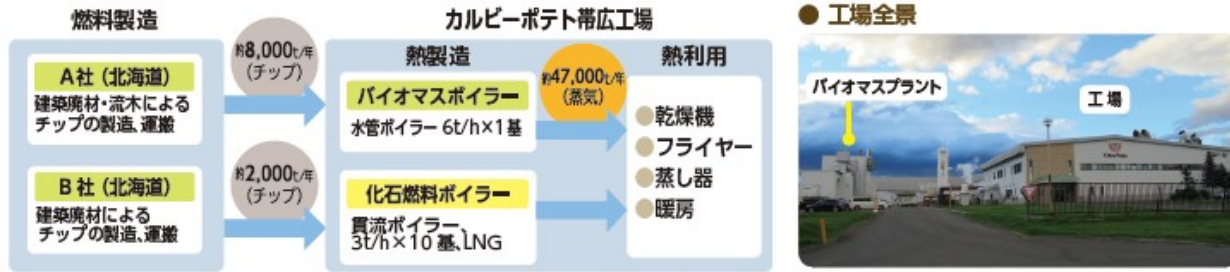 燃料製造
A社(北海道)
建築廃材・流木による
チップの製造、運搬
B社(北海道)
建築廃材による
チップの製造、運搬
約8,000t/年
(チップ)
約2,000t/年
(チップ)
カルビーポテト帯広工場
熱製造
バイオマスボイラー
水管ボイラー 6t/h×1基
化石燃料ボイラー
貫流ボイラー、
3t/h×10基、LNG
約47,000t/年
(蒸気)
熱利用
●乾燥機
●フライヤー
●蒸し器
●暖房
● 工場全景
バイオマスプラント
工場